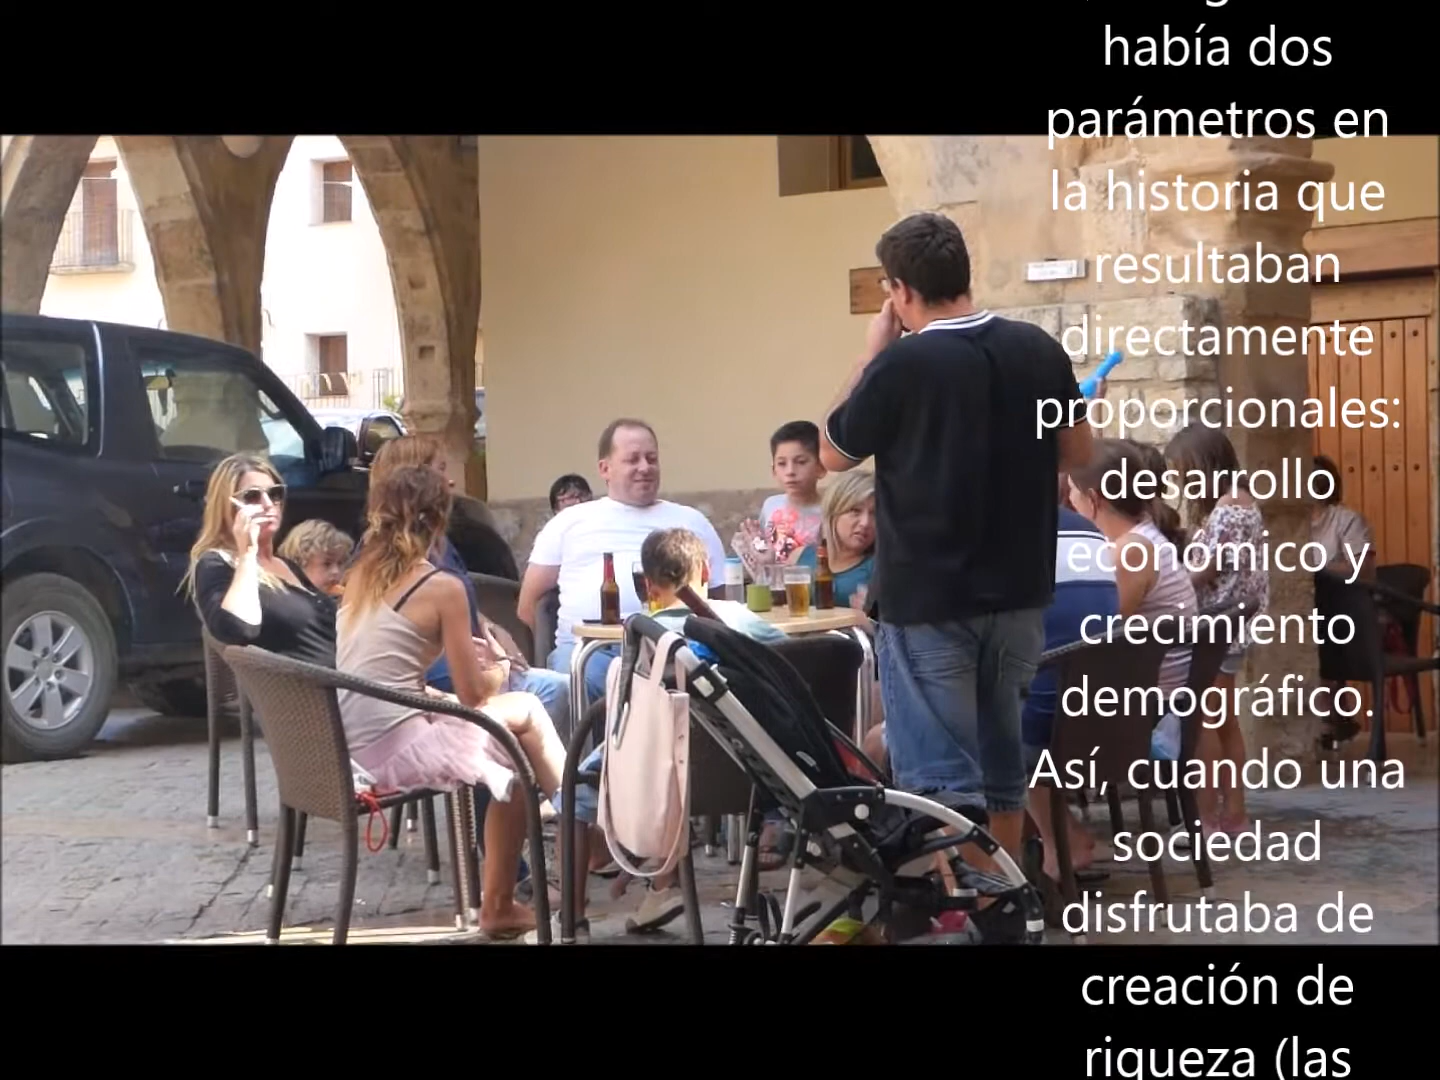 había dos
parámetros en
la historia que
resultaban
directamente
proporcionales:
desarrollo
económico y
crecimiento
demográfico.
Así, cuando una
sociedad
disfrutaba de
creación de
riqueza (las